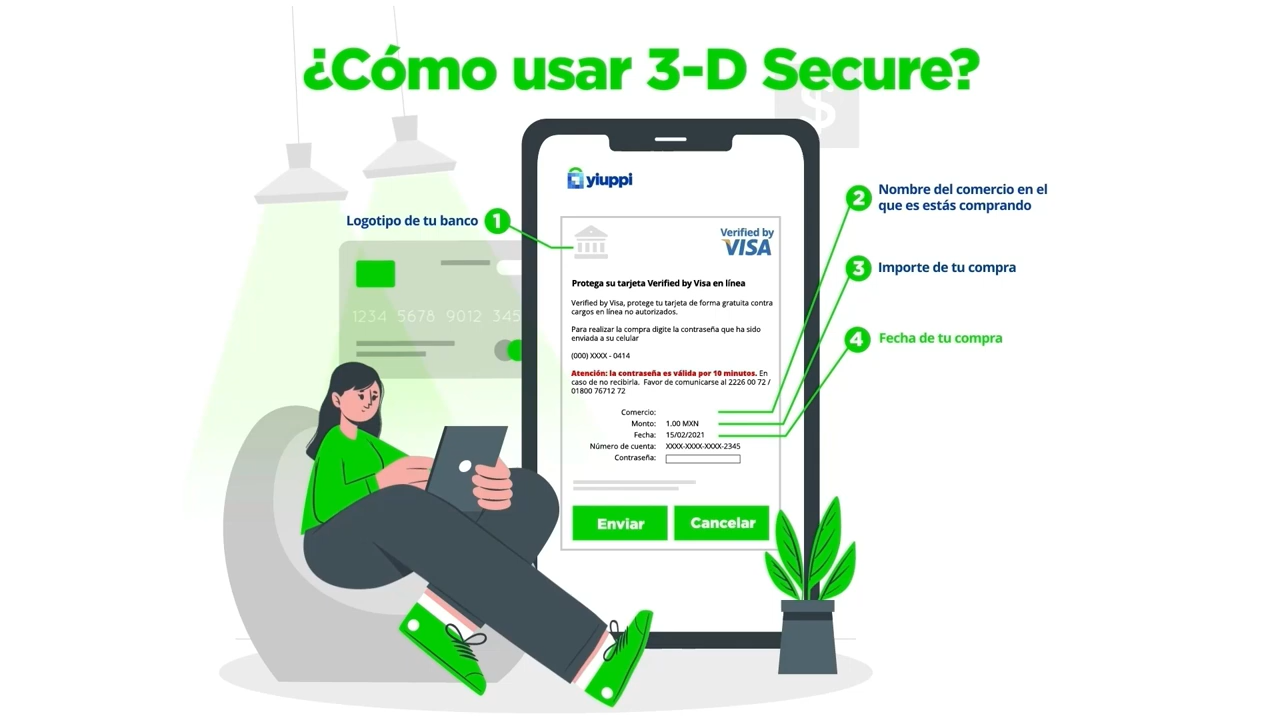 ¿Cómo usar 3-D Secure?
$
yiuppi
Logotipo de tu banco 1
2 Nombre del comercio en el
que es estás comprando
3 Importe de tu compra
4 Fecha de tu compra
1234 5678 9012 345
Verified by
VISA
Protega su tarjeta Verified by Visa en línea
Verified by Visa, protege tu tarjeta de forma gratuita contra
cargos en línea no autorizados.
Para realizar la compra digite la contraseña que ha sido
enviada a su celular
(000) XXXX - 0414
Atención: la contraseña es válida por 10 minutos. En
caso de no recibirla. Favor de comunicarse al 2226 00 72 /
01800 76712 72
Comercio:
Monto: 1.00 MXN
Fecha: 15/02/2021
Número de cuenta: XXXX-XXXX-XXXX-2345
Contraseña:
Enviar Cancelar